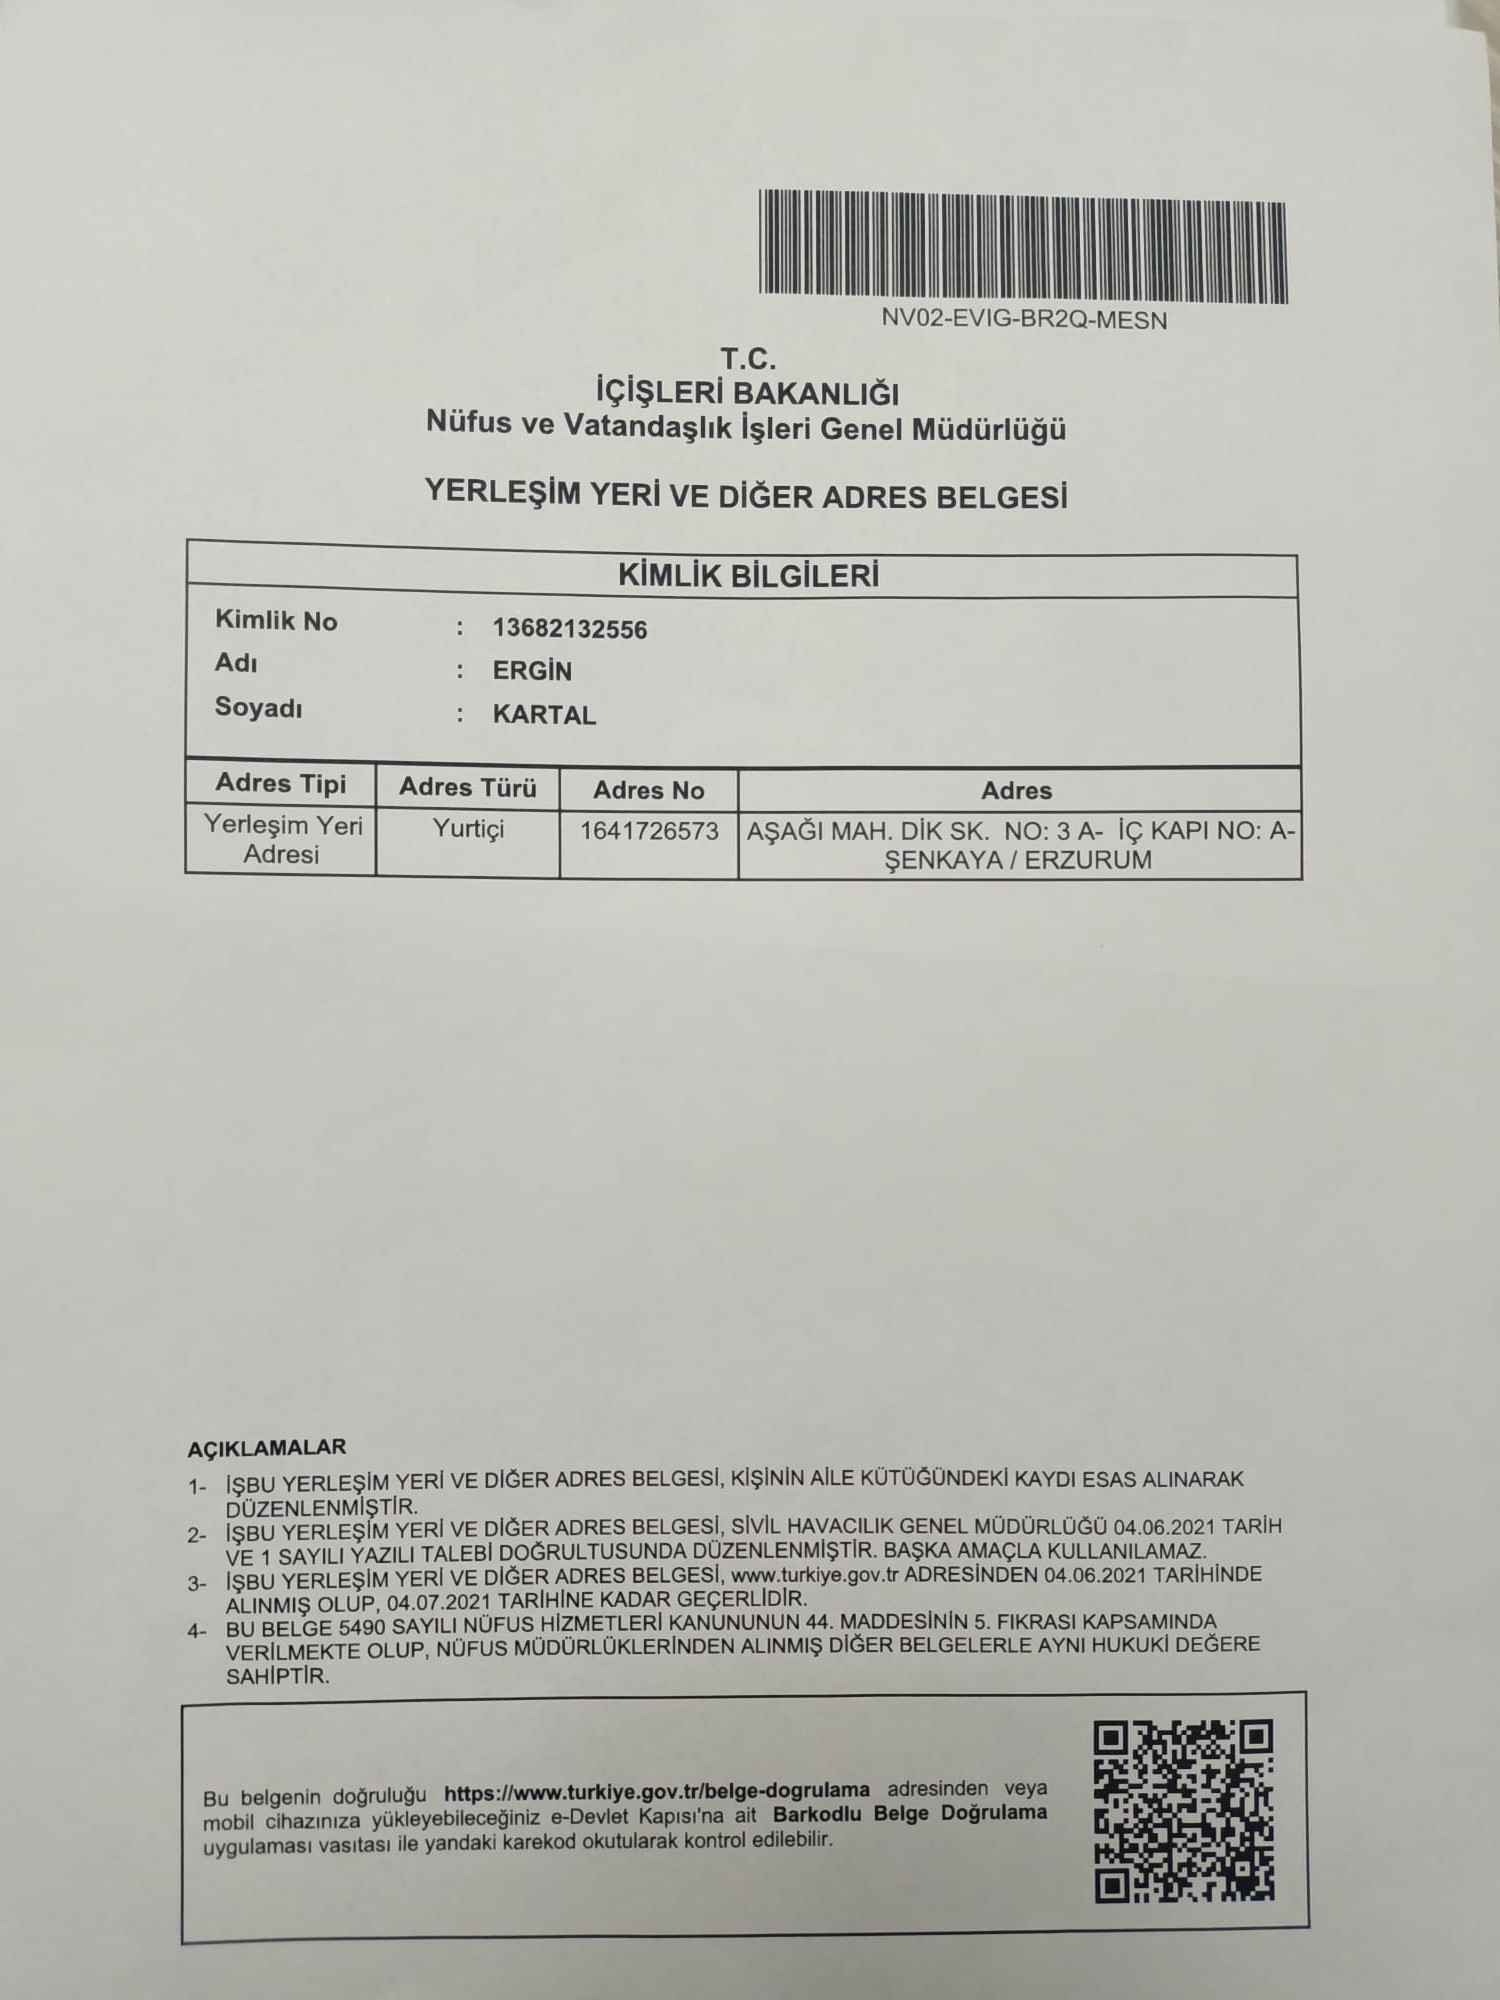 NV02-EVIG-BR2Q-MESN
T.C.
İÇİŞLERİ BAKANLIĞI
Nüfus ve Vatandaşlık İşleri Genel Müdürlüğü
YERLEŞİM YERİ VE DİĞER ADRES BELGESİ
KİMLİK BİLGİLERİ
Kimlik No : 13682132556
Adı : ERGİN
Soyadı : KARTAL
Adres Tipi Adres Türü Adres No Adres
Yerleşim Yeri Yurtiçi 1641726573 AŞAĞI MAH. DİK SK. NO: 3 A- İÇ KAPI NO: A-
Adresi ŞENKAYA / ERZURUM
AÇIKLAMALAR
1- İŞBU YERLEŞİM YERİ VE DİĞER ADRES BELGESİ, KİŞİNİN AİLE KÜTÜĞÜNDEKİ KAYDI ESAS ALINARAK
DÜZENLENMİŞTİR.
2- İŞBU YERLEŞİM YERİ VE DİĞER ADRES BELGESİ, SİVİL HAVACILIK GENEL MÜDÜRLÜĞÜ 04.06.2021 TARİH
VE 1 SAYILI YAZILI TALEBİ DOĞRULTUSUNDA DÜZENLENMİŞTİR. BAŞKA AMAÇLA KULLANILAMAZ.
3- İŞBU YERLEŞİM YERİ VE DİĞER ADRES BELGESİ, www.turkiye.gov.tr ADRESİNDEN 04.06.2021 TARİHİNDE
ALINMIŞ OLUP, 04.07.2021 TARİHİNE KADAR GEÇERLİDİR.
4- BU BELGE 5490 SAYILI NÜFUS HİZMETLERİ KANUNUNUN 44. MADDESİNİN 5. FIKRASI KAPSAMINDA
VERİLMEKTE OLUP, NÜFUS MÜDÜRLÜKLERİNDEN ALINMIŞ DİĞER BELGELERLE AYNI HUKUKİ DEĞERE
SAHİPTİR.
Bu belgenin doğruluğu https://www.turkiye.gov.tr/belge-dogrulama adresinden veya
mobil cihazınıza yükleyebileceğiniz e-Devlet Kapısı'na ait Barkodlu Belge Doğrulama
uygulaması vasıtası ile yandaki karekod okutularak kontrol edilebilir.